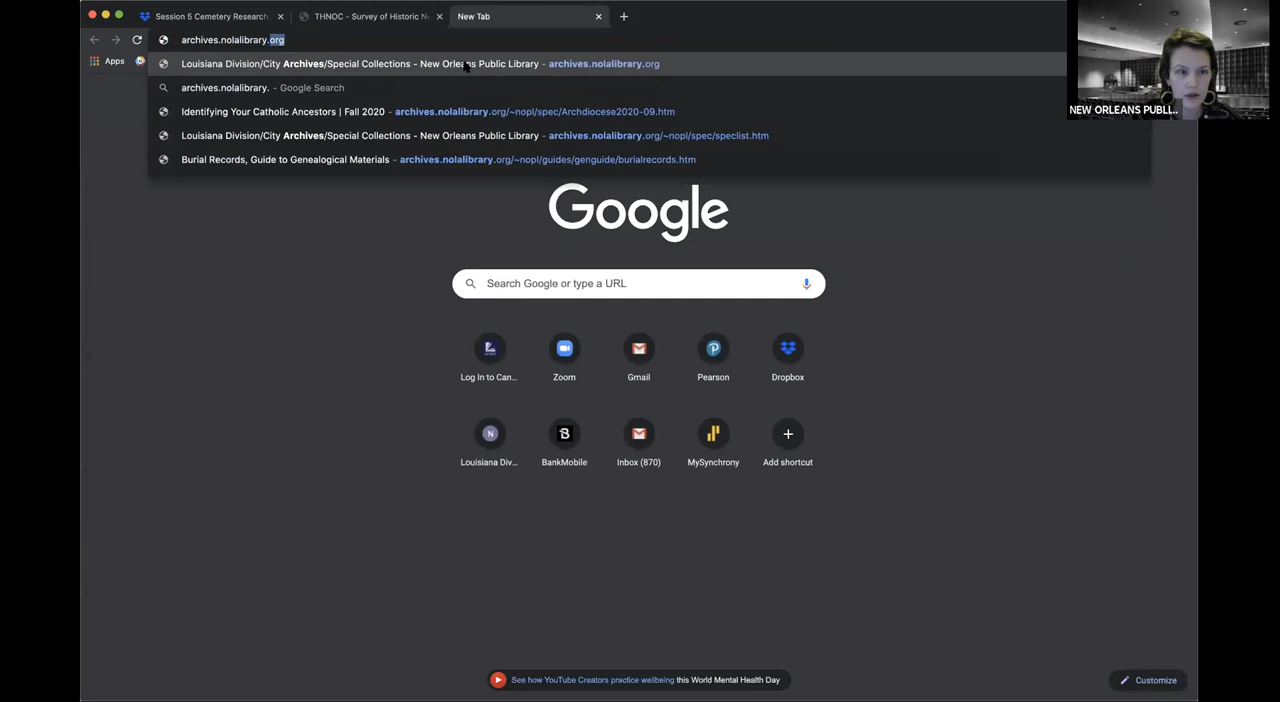 Session 5 Cemetery Research.
THNOC - Survey of Historic Ne
New Tab
archives.nolalibrary.org
Apps
Louisiana Division/City Archives/Special Collections - New Orleans Public Library - archives.nolalibrary.org
archives.nolalibrary. - Google Search
Identifying Your Catholic Ancestors | Fall 2020 - archives.nolalibrary.org/~nopl/spec/Archdiocese2020-09.htm
Louisiana Division/City Archives/Special Collections - New Orleans Public Library - archives.nolalibrary.org/~nopl/spec/speclist.htm
Burial Records, Guide to Genealogical Materials - archives.nolalibrary.org/~nopl/guides/genguide/burialrecords.htm
NEW ORLEANS PUBLI...
Google
Search Google or type a URL
Log In to Can...
Zoom
Gmail
Pearson
Dropbox
N
B
Louisiana Div...
BankMobile
Inbox (870)
MySynchrony
Add shortcut
See how YouTube Creators practice wellbeing this World Mental Health Day
Customize